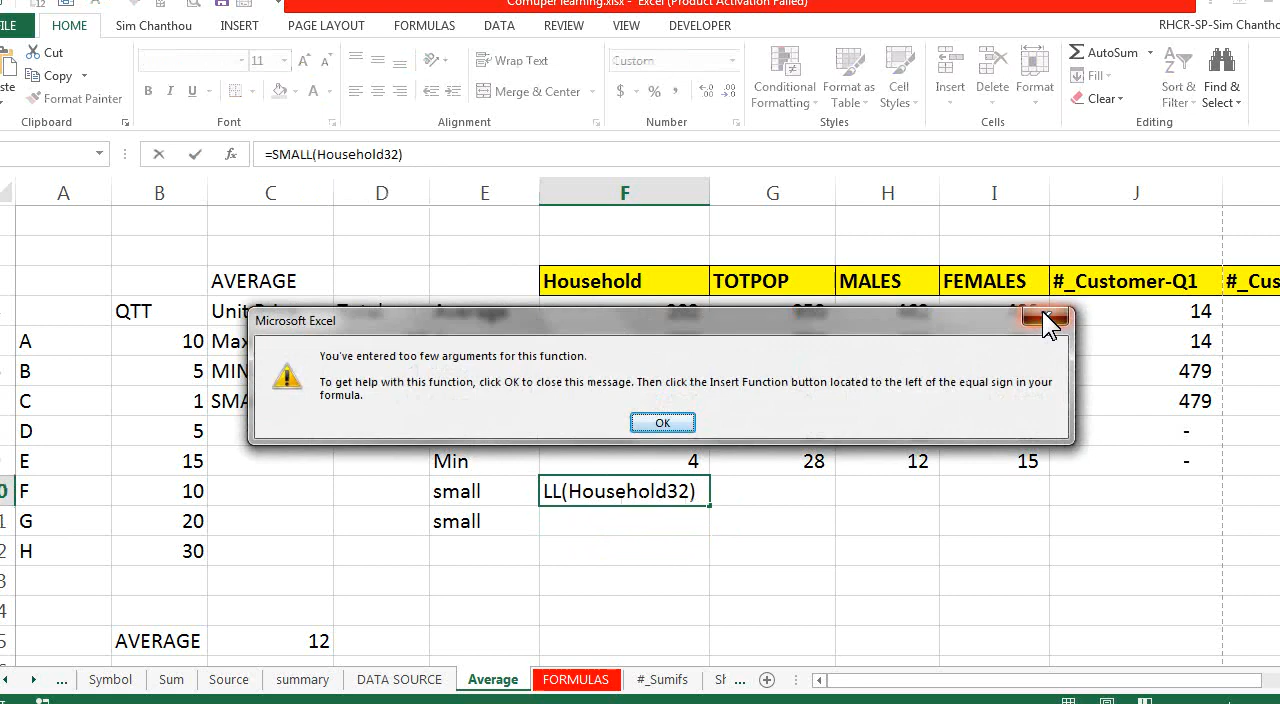 Comuper learning.xlsx - Excel (Product Activation Failed)
FILE HOME Sim Chanthou INSERT PAGE LAYOUT FORMULAS DATA REVIEW VIEW DEVELOPER RHCR-SP-Sim Chantho
Cut
Copy
Format Painter
Clipboard
11
A A
B I U A
Font
Wrap Text
Merge & Center
Alignment
Custom
$ % ,
Number
Conditional Formatting
Format as Table
Cell Styles
Styles
Insert Delete Format
Cells
AutoSum
Fill
Clear
Sort & Filter
Find & Select
Editing
fx =SMALL(Household32)
A B C D E F G H I J
AVERAGE Household TOTPOP MALES FEMALES #_Customer-Q1 #_Cus
QTT 14
A 10 14
B 5 479
C 1 479
D 5 -
E 15 Min 4 28 12 15 -
F 10 small LL(Household32)
G 20 small
H 30
AVERAGE 12
Microsoft Excel
You've entered too few arguments for this function.
To get help with this function, click OK to close this message. Then click the Insert Function button located to the left of the equal sign in your
formula.
OK
... Symbol Sum Source summary DATA SOURCE Average FORMULAS #_Sumifs Sh ...